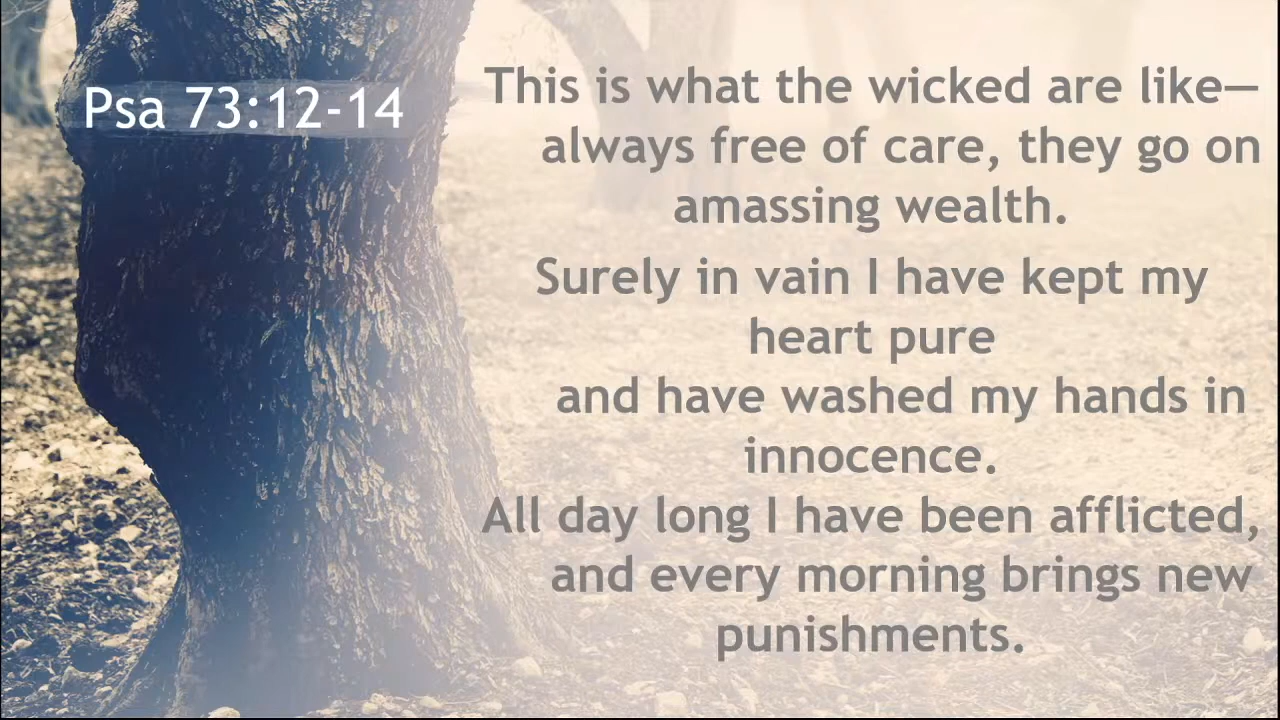 Psa 73:12-14
This is what the wicked are like—
always free of care, they go on
amassing wealth.
Surely in vain I have kept my
heart pure
and have washed my hands in
innocence.
All day long I have been afflicted,
and every morning brings new
punishments.